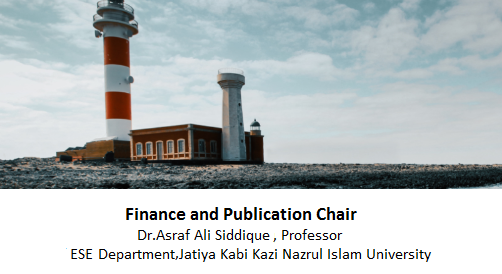 Finance and Publication Chair
Dr.Asraf Ali Siddique , Professor
ESE Department,Jatiya Kabi Kazi Nazrul Islam University